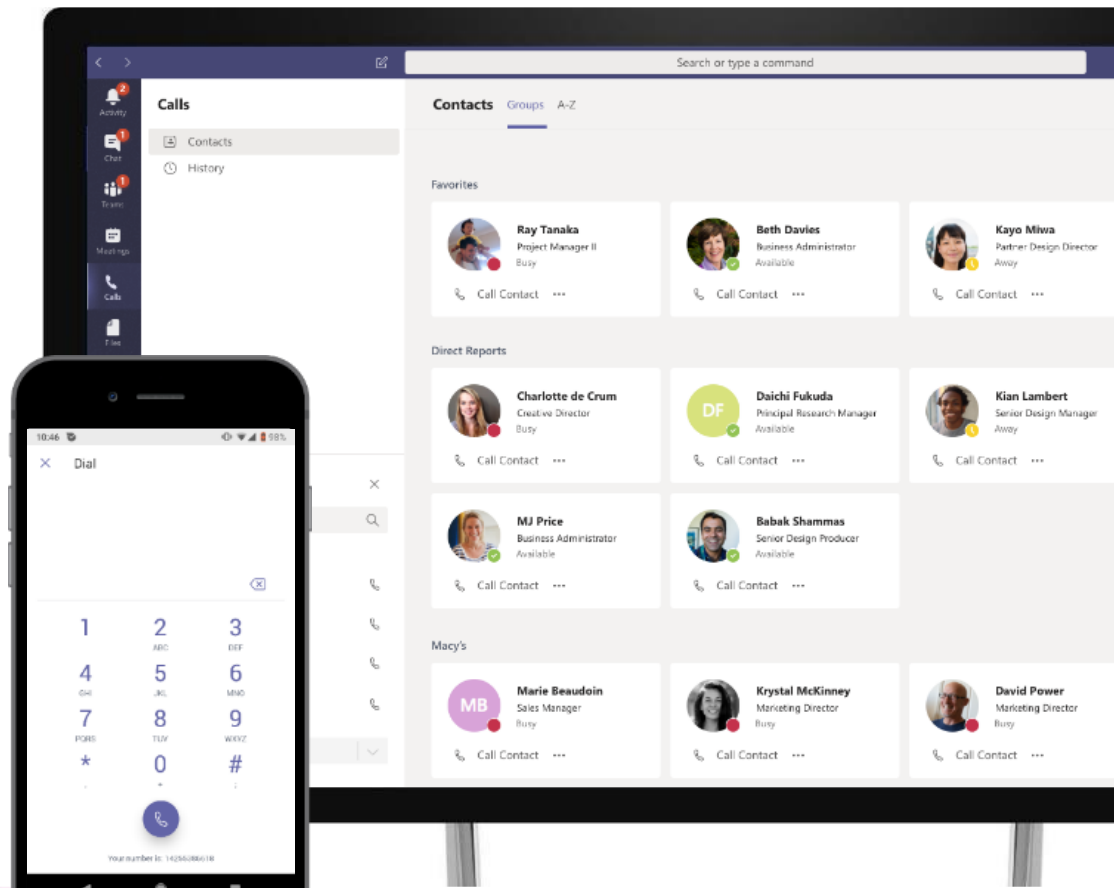 Search or type a command
2
Activity
1
Chat
1
Teams
Meetings
Calls
Files
Calls
Contacts
History
Contacts Groups A-Z
Favorites
Ray Tanaka
Project Manager II
Busy
Call Contact ···
Beth Davies
Business Administrator
Available
Call Contact ···
Kayo Miwa
Partner Design Director
Away
Call Contact ···
Direct Reports
Charlotte de Crum
Creative Director
Busy
Call Contact ···
DF
Daichi Fukuda
Principal Research Manager
Available
Call Contact ···
Kian Lambert
Senior Design Manager
Away
Call Contact ···
MJ Price
Business Administrator
Available
Call Contact ···
Babak Shammas
Senior Design Producer
Available
Call Contact ···
Macy's
MB
Marie Beaudoin
Sales Manager
Busy
Call Contact ···
Krystal McKinney
Marketing Director
Busy
Call Contact ···
David Power
Marketing Director
Busy
Call Contact ···
10:46 98%
Dial
1 2 3
ABC DEF
4 5 6
GHI JKL MNO
7 8 9
PQRS TUV WXYZ
* 0 #
, + ;
Your number is: